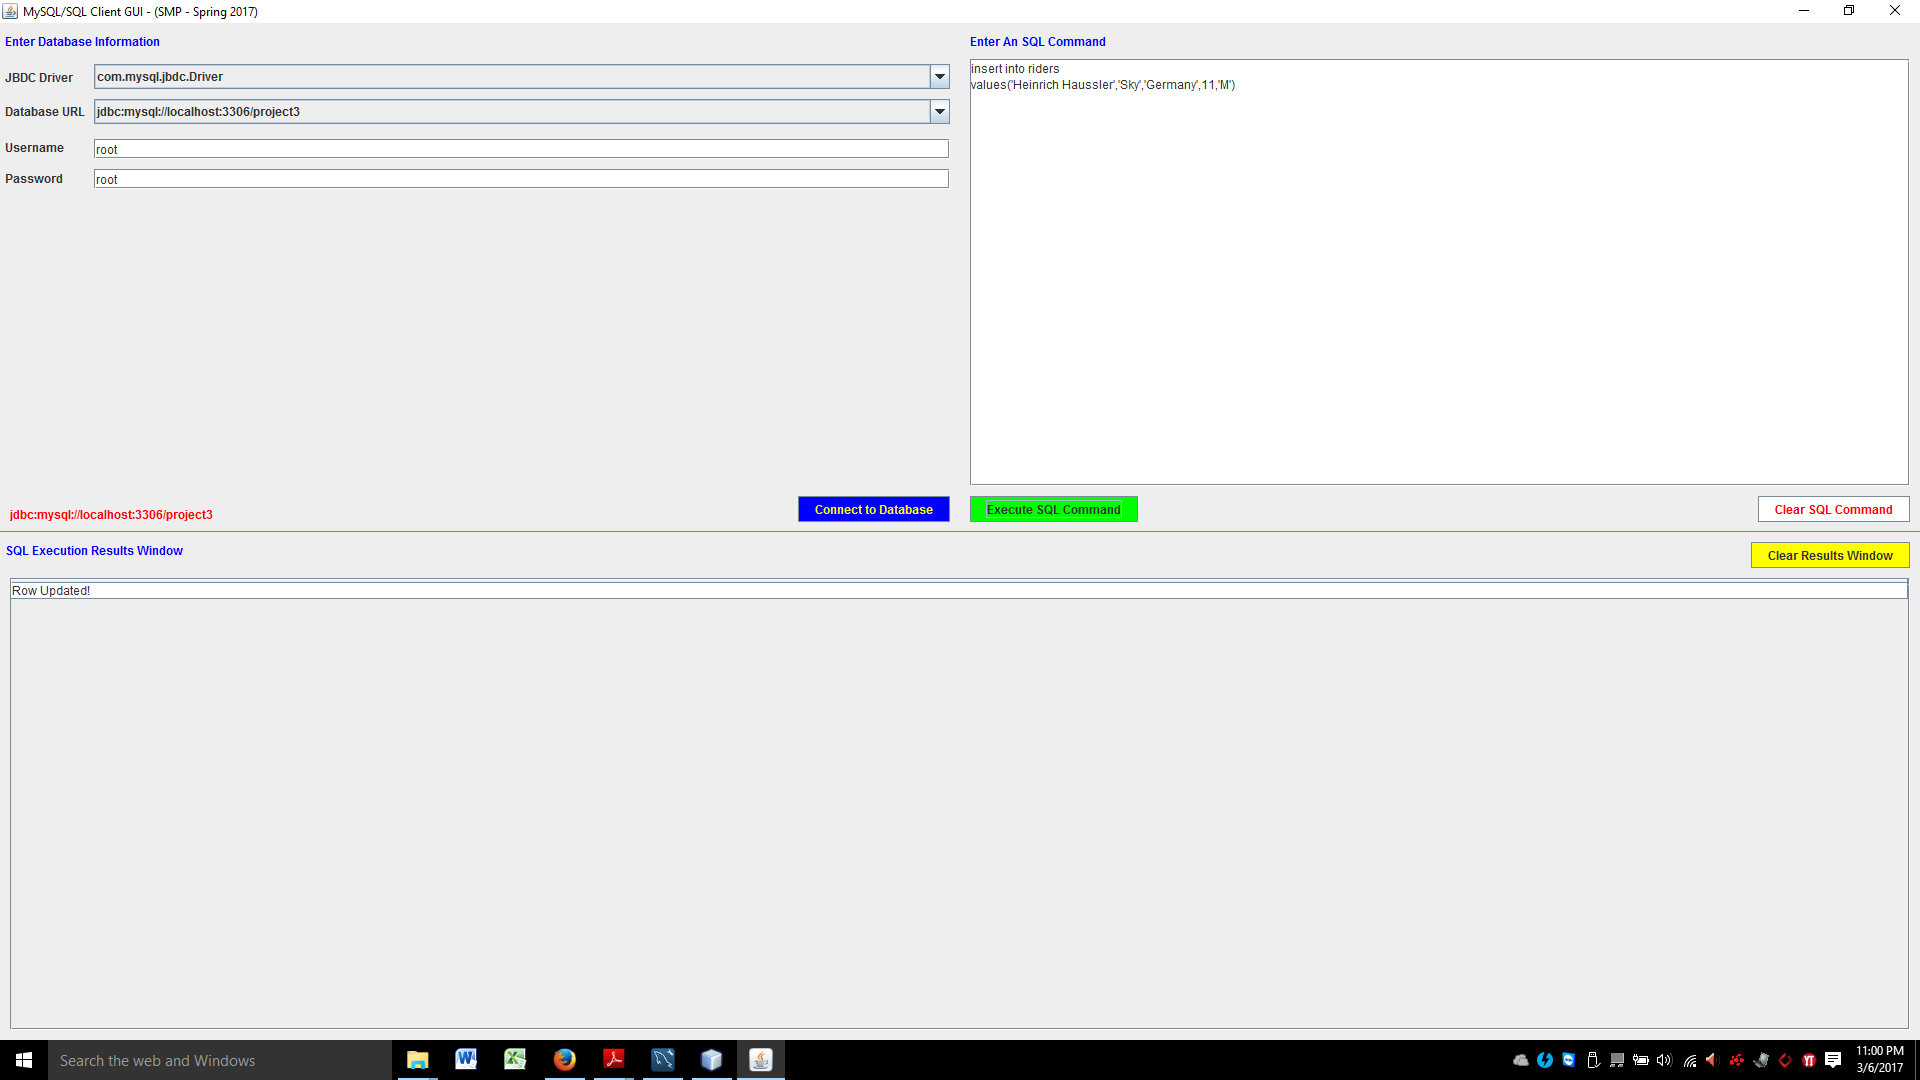 MySQL/SQL Client GUI - (SMP - Spring 2017)
Enter Database Information
JBDC Driver
com.mysql.jbdc.Driver
Database URL
jdbc:mysql://localhost:3306/project3
Username
root
Password
root
Enter An SQL Command
insert into riders
values('Heinrich Haussler','Sky','Germany',11,'M')
jdbc:mysql://localhost:3306/project3
Connect to Database
Execute SQL Command
Clear SQL Command
SQL Execution Results Window
Clear Results Window
Row Updated!
Search the web and Windows
11:00 PM
3/6/2017